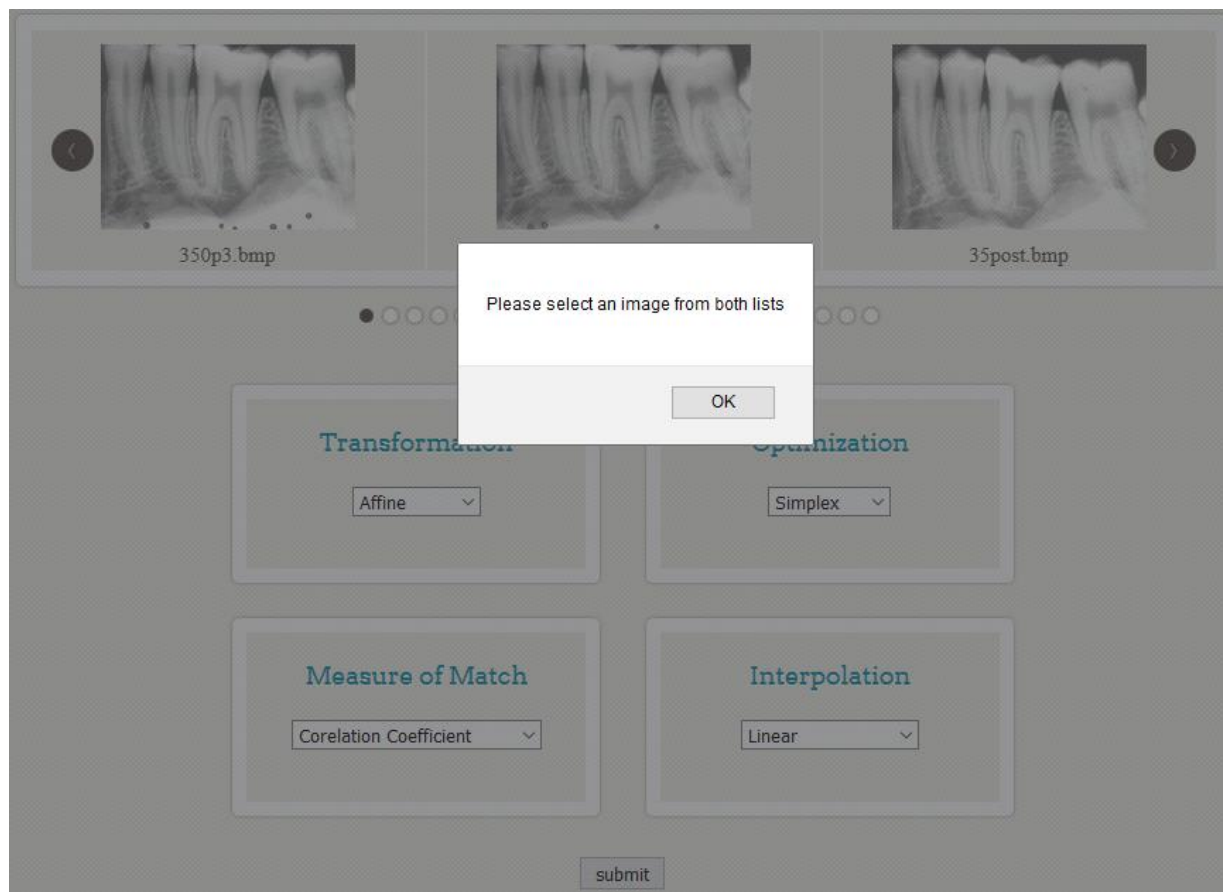 350p3.bmp
35post.bmp
Please select an image from both lists
OK
Transformation
Optimization
Affine
Simplex
Measure of Match
Interpolation
Corelation Coefficient
Linear
submit